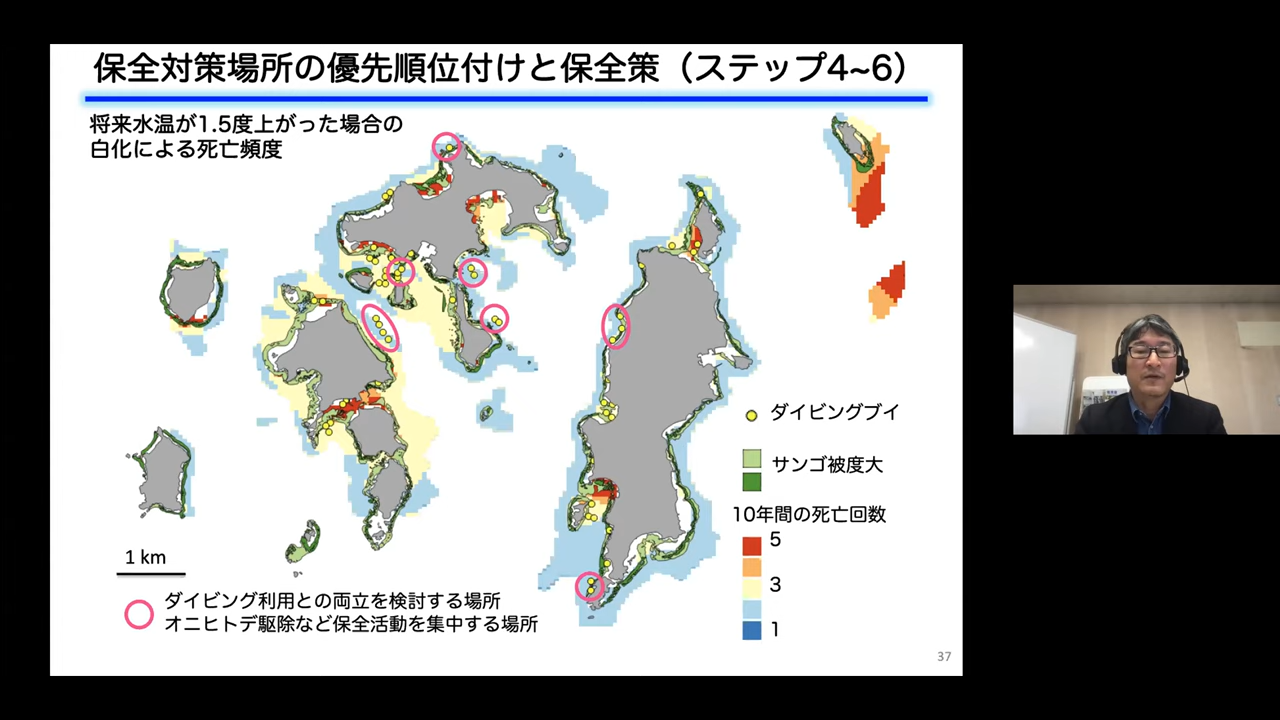 保全対策場所の優先順位付けと保全策（ステップ4~6）
将来水温が1.5度上がった場合の
白化による死亡頻度
ダイビングブイ
サンゴ被度大
10年間の死亡回数
5
3
1
1 km
ダイビング利用との両立を検討する場所
オニヒトデ駆除など保全活動を集中する場所
37